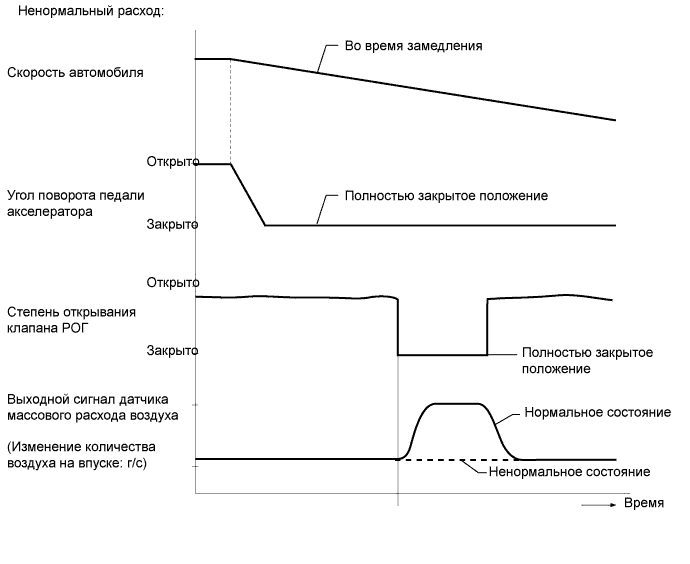 Ненормальный расход:
Во время замедления
Скорость автомобиля
Открыто
Угол поворота педали
акселератора
Полностью закрытое положение
Закрыто
Открыто
Степень открывания
клапана РОГ
Закрыто
Полностью закрытое
положение
Выходной сигнал датчика
массового расхода воздуха
Нормальное состояние
(Изменение количества
воздуха на впуске: г/с)
Ненормальное состояние
Время